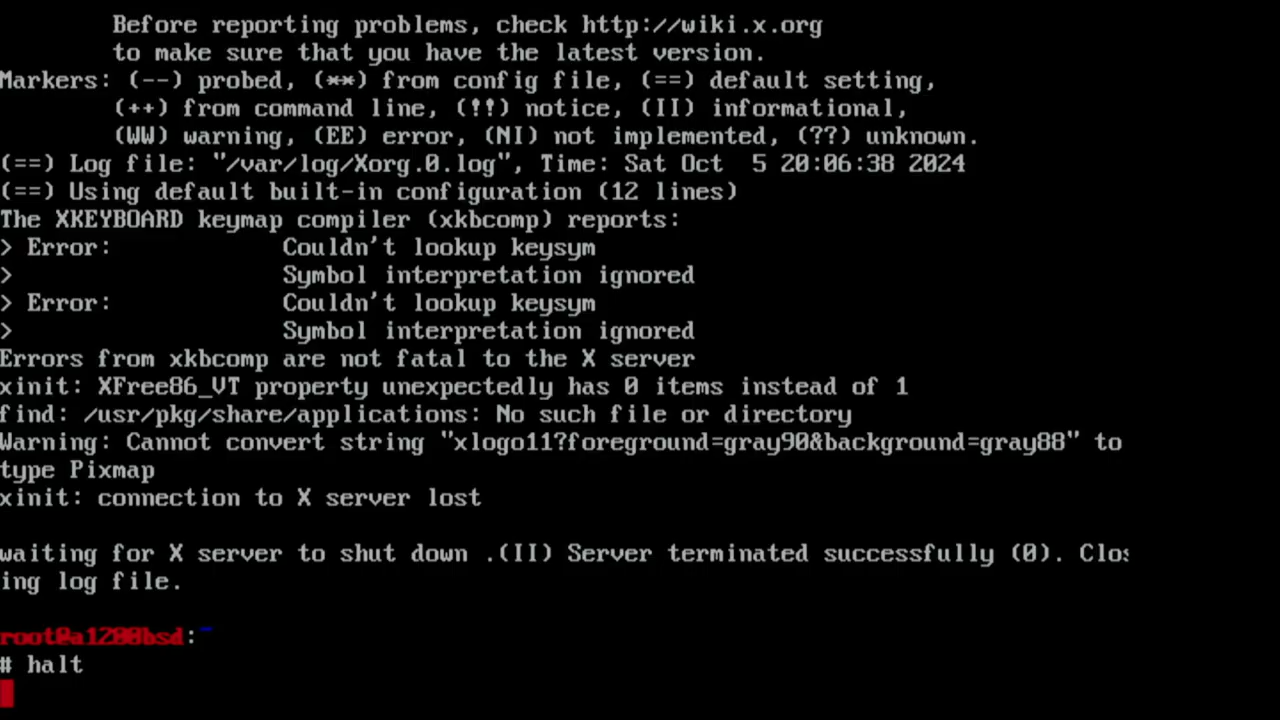 Before reporting problems, check http://wiki.x.org
to make sure that you have the latest version.
Markers: (--) probed, (**) from config file, (==) default setting,
(++) from command line, (!!) notice, (II) informational,
(WW) warning, (EE) error, (NI) not implemented, (??) unknown.
(==) Log file: "/var/log/Xorg.0.log", Time: Sat Oct  5 20:06:38 2024
(==) Using default built-in configuration (12 lines)
The XKEYBOARD keymap compiler (xkbcomp) reports:
> Error:            Couldn't lookup keysym
>                   Symbol interpretation ignored
> Error:            Couldn't lookup keysym
>                   Symbol interpretation ignored
Errors from xkbcomp are not fatal to the X server
xinit: XFree86_VT property unexpectedly has 0 items instead of 1
find: /usr/pkg/share/applications: No such file or directory
Warning: Cannot convert string "xlogo11?foreground=gray90&background=gray88" to
type Pixmap
xinit: connection to X server lost
waiting for X server to shut down .(II) Server terminated successfully (0). Clos
ing log file.
root@a1200bsd:~
# halt